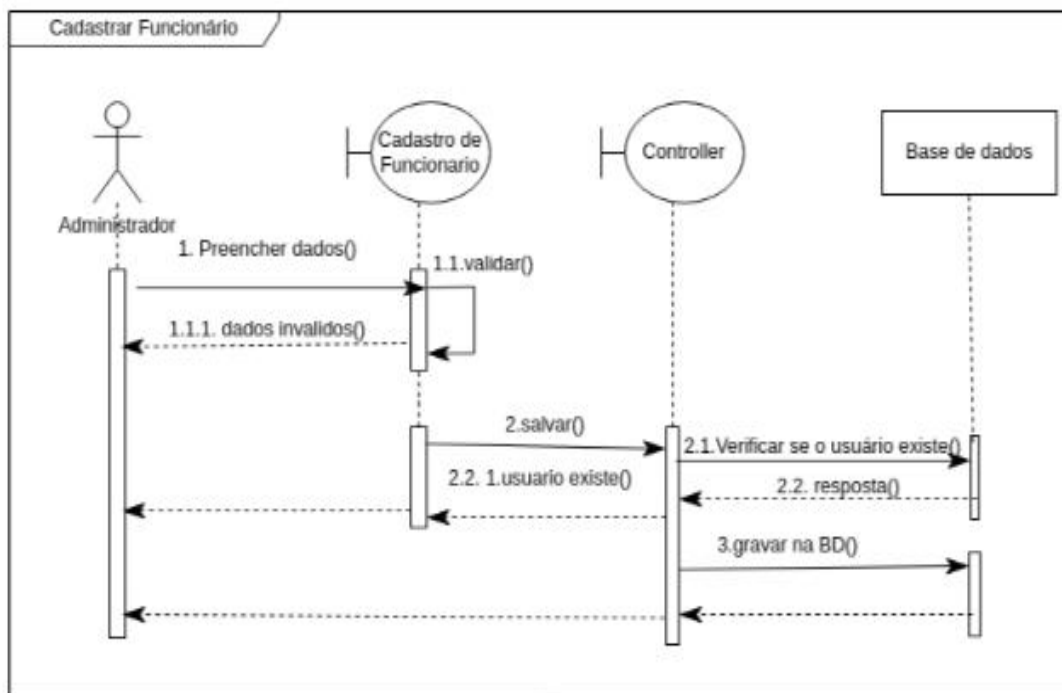 Cadastrar Funcionário
Cadastro de
Funcionario
Controller
Base de dados
Administrador
1. Preencher dados()
1.1.validar()
1.1.1. dados invalidos()
2.salvar()
2.1.Verificar se o usuário existe()
2.2. 1.usuario existe()
2.2. resposta()
3.gravar na BD()